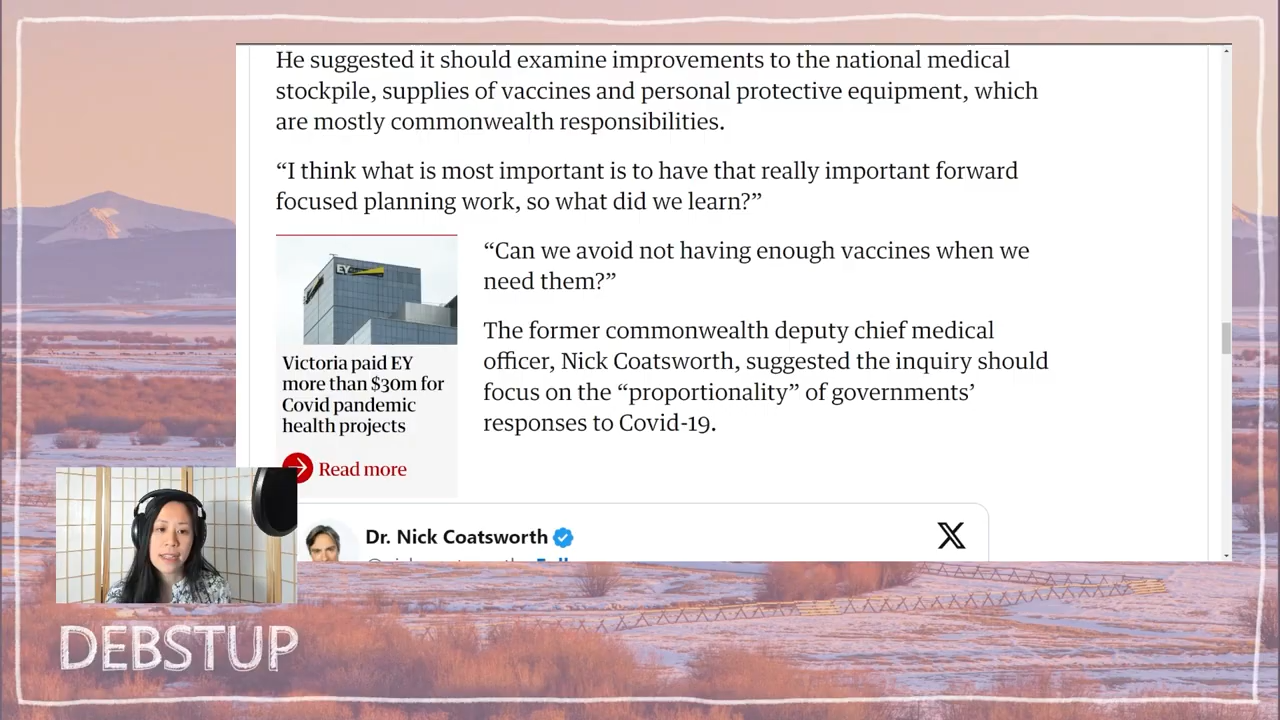 He suggested it should examine improvements to the national medical
stockpile, supplies of vaccines and personal protective equipment, which
are mostly commonwealth responsibilities.
“I think what is most important is to have that really important forward
focused planning work, so what did we learn?”
EY
Victoria paid EY
more than $30m for
Covid pandemic
health projects
Read more
“Can we avoid not having enough vaccines when we
need them?”
The former commonwealth deputy chief medical
officer, Nick Coatsworth, suggested the inquiry should
focus on the “proportionality” of governments’
responses to Covid-19.
Dr. Nick Coatsworth
DEBSTUP